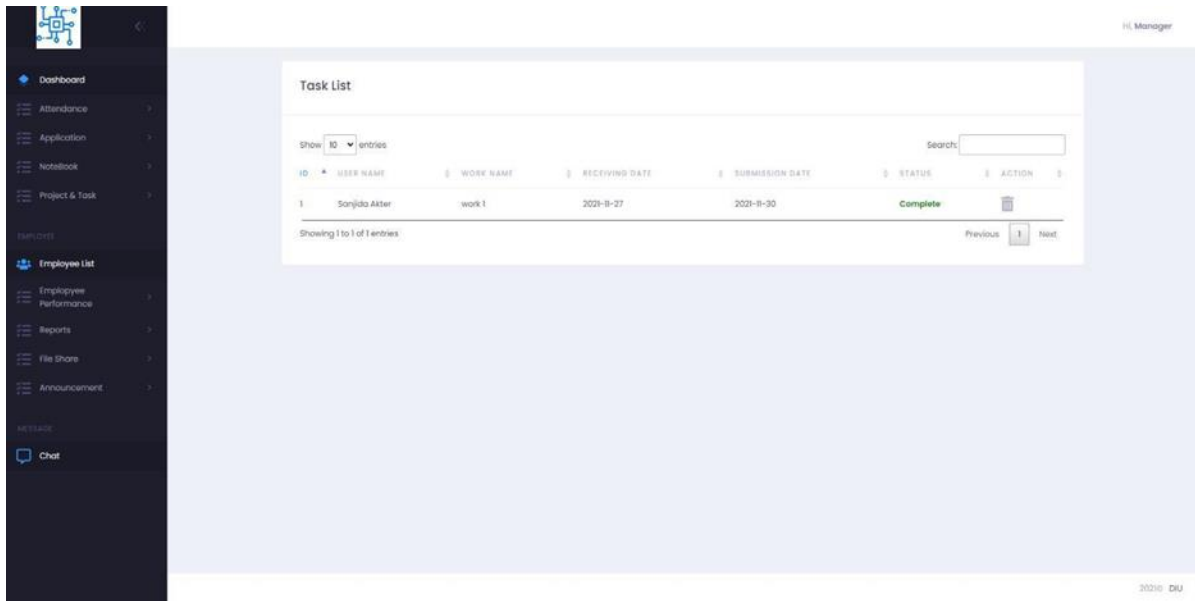 Hi, Manager
Dashboard
Attendance
Application
NoteBook
Project & Task
EMPLOYEE
Employee List
Emplopyee
Performance
Reports
File Share
Announcement
MESSAGE
Chat
Task List
Show 10 entries
Search:
ID USER NAME WORK NAME RECEIVING DATE SUBMISSION DATE STATUS ACTION
1 Sanjida Akter work 1 2021-11-27 2021-11-30 Complete
Showing 1 to 1 of 1 entries
Previous 1 Next
DIU